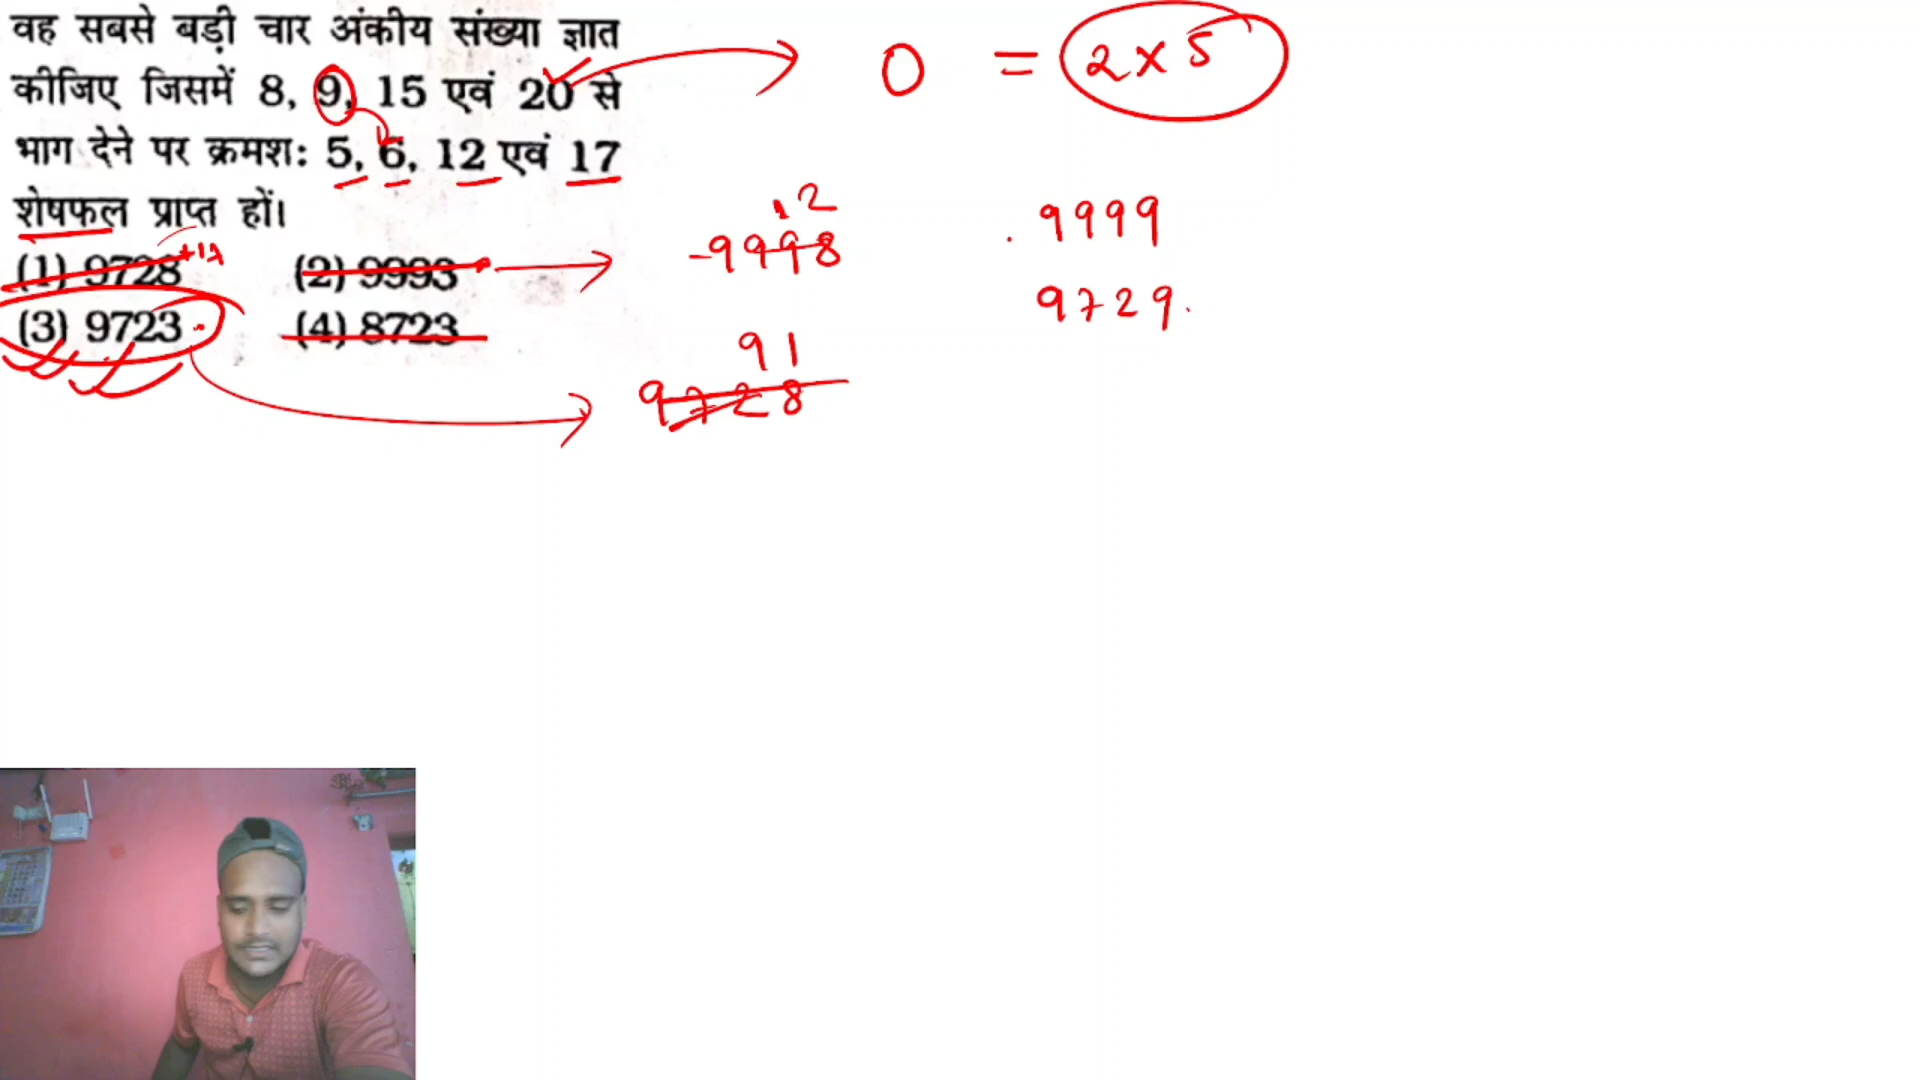 वह सबसे बड़ी चार अंकीय संख्या ज्ञात
कीजिए जिसमें 8, 9, 15 एवं 20 से
भाग देने पर क्रमश: 5, 6, 12 एवं 17
शेषफल प्राप्त हों।
(1) 9728 +17
(2) 9993
(3) 9723
(4) 8723
0 = 2 × 5
12
-9998
9999
9729.
91
9728